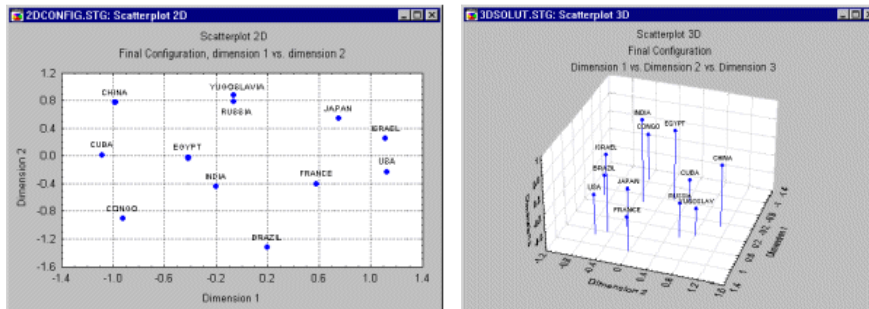 2DCONFIG.STG: Scatterplot 2D
Scatterplot 2D
Final Configuration, dimension 1 vs. dimension 2
1.2
0.8
0.4
0.0
-0.4
-0.8
-1.2
-1.6
Dimension 2
CHINA
YUGOSLAVIA
RUSSIA
JAPAN
ISRAEL
CUBA
EGYPT
USA
INDIA
FRANCE
CONGO
BRAZIL
-1.4
-1.0
-0.6
-0.2
0.2
0.6
1.0
1.4
Dimension 1
3DSOLUT.STG: Scatterplot 3D
Scatterplot 3D
Final Configuration
Dimension 1 vs. Dimension 2 vs. Dimension 3
INDIA
CONGO
EGYPT
ISRAEL
CHINA
BRAZIL
CUBA
USA
JAPAN
RUSSIA
YUGOSLAV
FRANCE
Dimension
Dimension 1